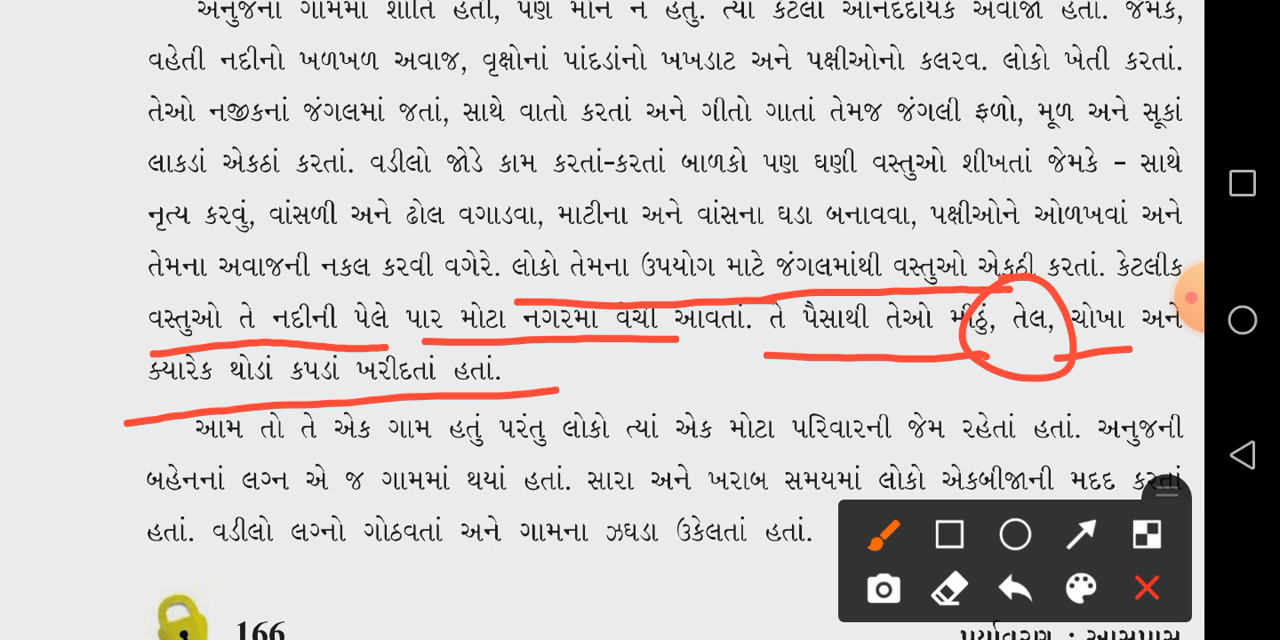 અનુજના ગામમાં શાંતિ હતી, પણ મૌન ન હતું. ત્યાં કેટલાં આનંદદાયક અવાજો હતા. જેમકે,
વહેતી નદીનો ખળખળ અવાજ, વૃક્ષોનાં પાંદડાંનો ખખડાટ અને પક્ષીઓનો કલરવ. લોકો ખેતી કરતાં.
તેઓ નજીકનાં જંગલમાં જતાં, સાથે વાતો કરતાં અને ગીતો ગાતાં તેમજ જંગલી ફળો, મૂળ અને સૂકાં
લાકડાં એકઠાં કરતાં. વડીલો જોડે કામ કરતાં-કરતાં બાળકો પણ ઘણી વસ્તુઓ શીખતાં જેમકે – સાથે
નૃત્ય કરવું, વાંસળી અને ઢોલ વગાડવા, માટીના અને વાંસના ઘડા બનાવવા, પક્ષીઓને ઓળખવાં અને
તેમના અવાજની નકલ કરવી વગેરે. લોકો તેમના ઉપયોગ માટે જંગલમાંથી વસ્તુઓ એકઠી કરતાં. કેટલીક
વસ્તુઓ તે નદીની પેલે પાર મોટા નગરમાં વેચી આવતાં. તે પૈસાથી તેઓ મીઠું, તેલ, ચોખા અને
ક્યારેક થોડાં કપડાં ખરીદતાં હતાં.
આમ તો તે એક ગામ હતું પરંતુ લોકો ત્યાં એક મોટા પરિવારની જેમ રહેતાં હતાં. અનુજની
બહેનનાં લગ્ન એ જ ગામમાં થયાં હતાં. સારા અને ખરાબ સમયમાં લોકો એકબીજાની મદદ કરતાં
હતાં. વડીલો લગ્નો ગોઠવતાં અને ગામના ઝઘડા ઉકેલતાં હતાં.
166
પર્યાવરણ : આસપાસ